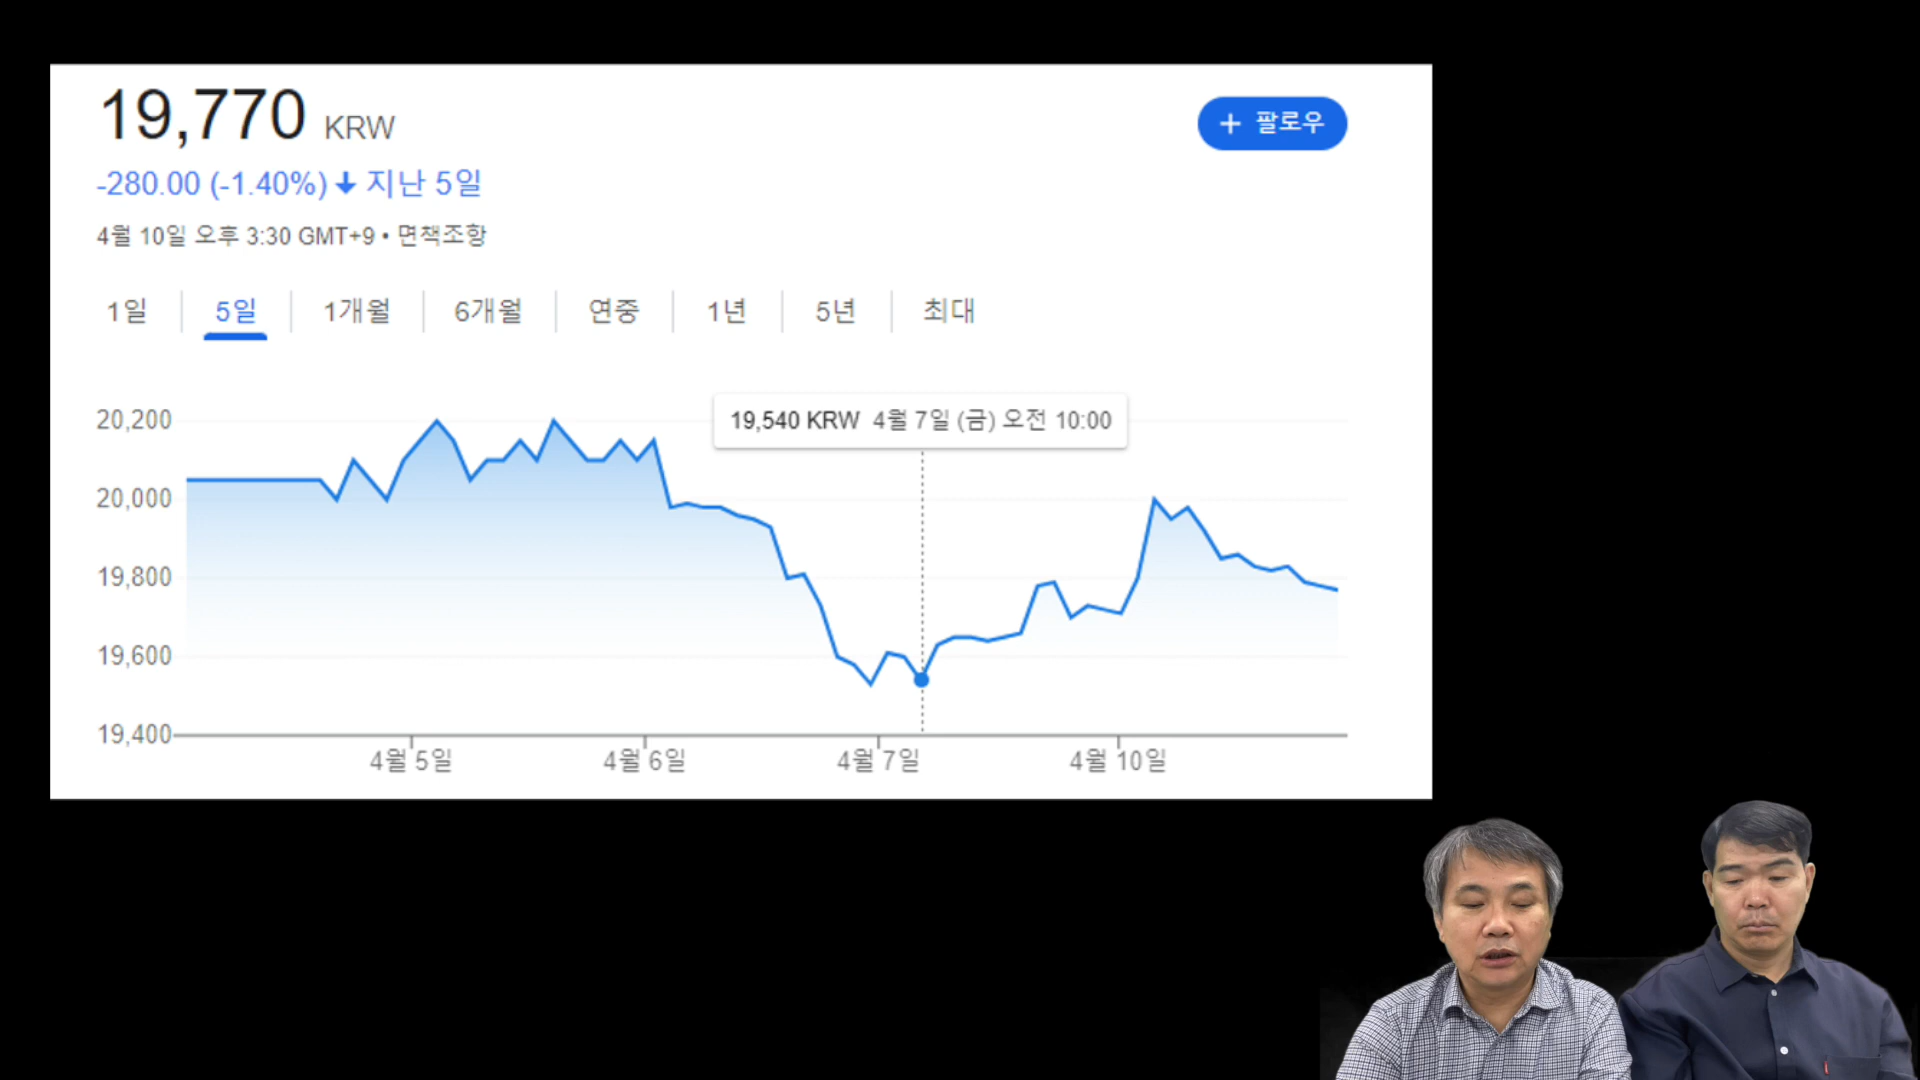 19,770 KRW
+ 팔로우
-280.00 (-1.40%) ↓ 지난 5일
4월 10일 오후 3:30 GMT+9 • 면책조항
1일 5일 1개월 6개월 연중 1년 5년 최대
19,540 KRW 4월 7일 (금) 오전 10:00
20,200
20,000
19,800
19,600
19,400
4월 5일 4월 6일 4월 7일 4월 10일